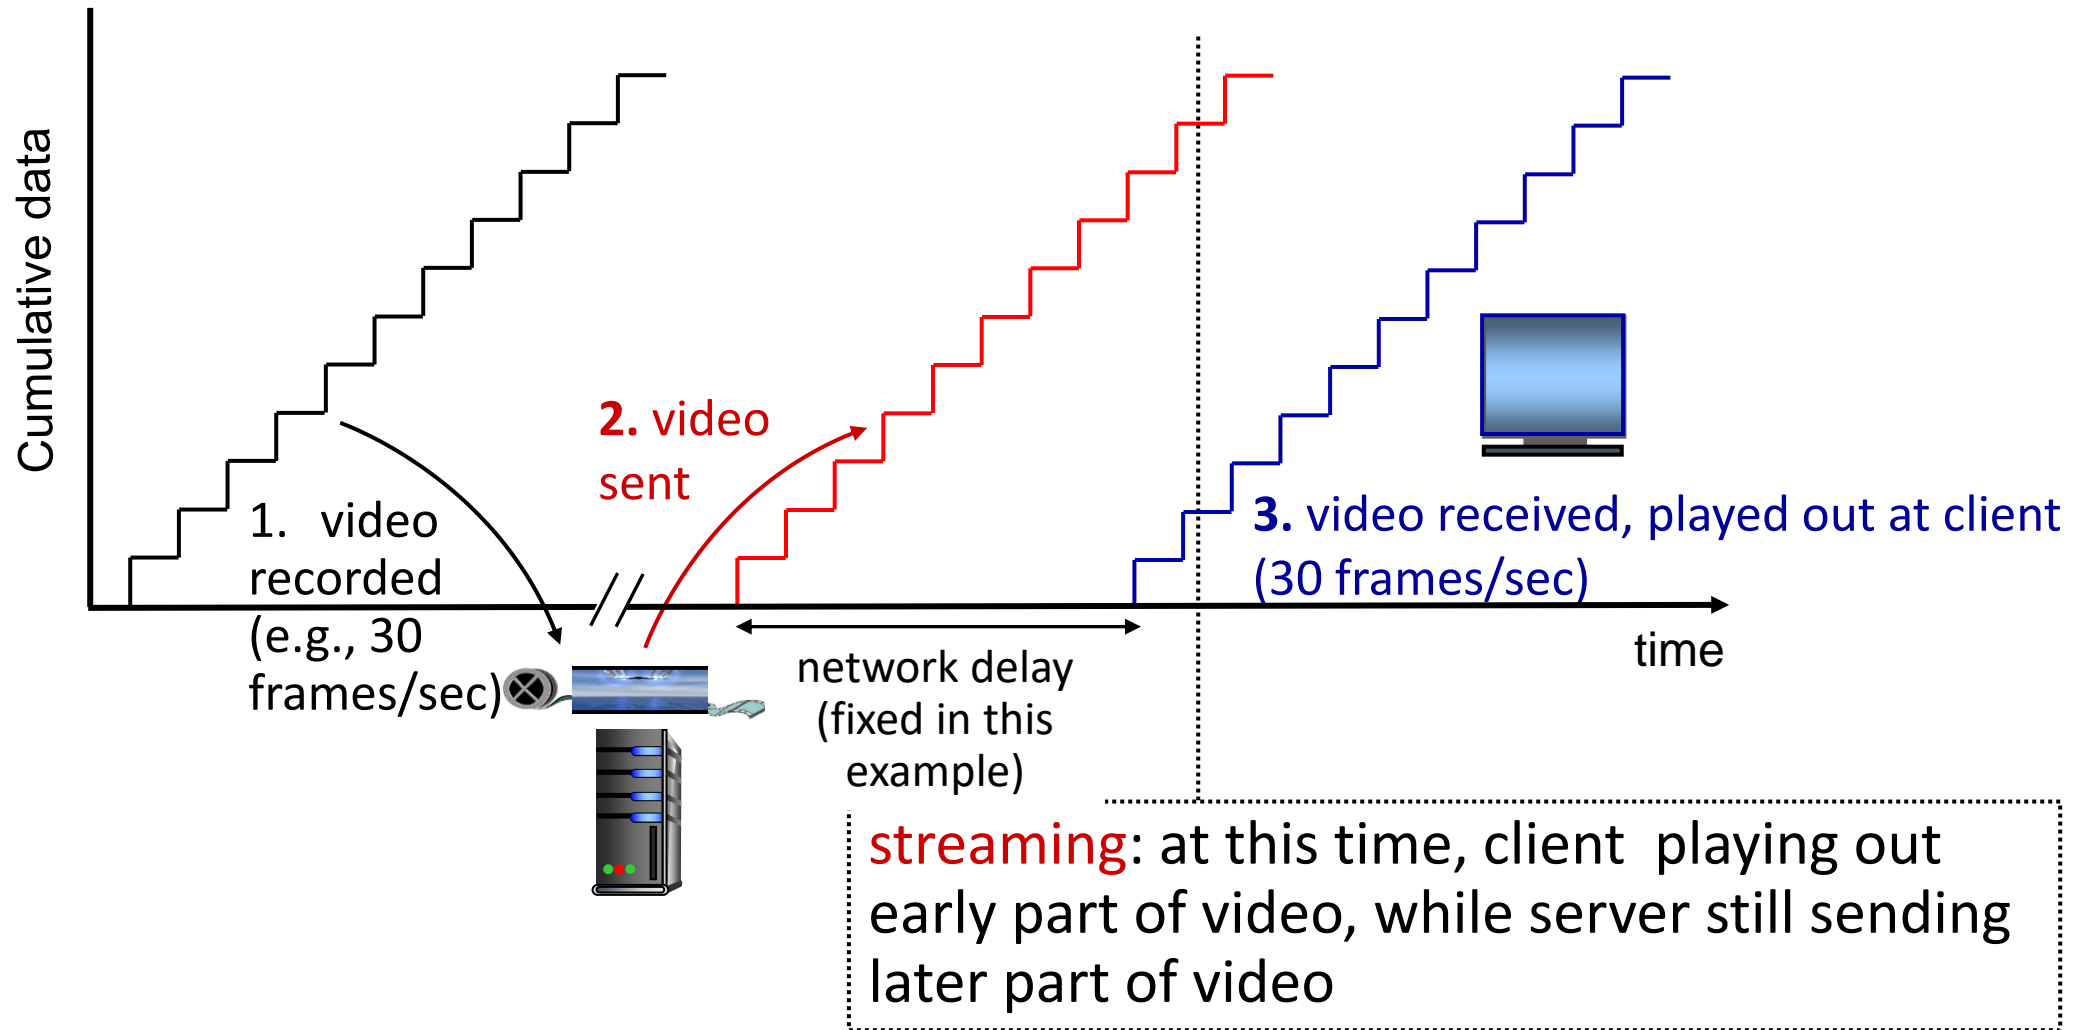 Cumulative data
1. video
recorded
(e.g., 30
frames/sec)
2. video
sent
3. video received, played out at client
(30 frames/sec)
network delay
(fixed in this
example)
time
streaming: at this time, client playing out
early part of video, while server still sending
later part of video